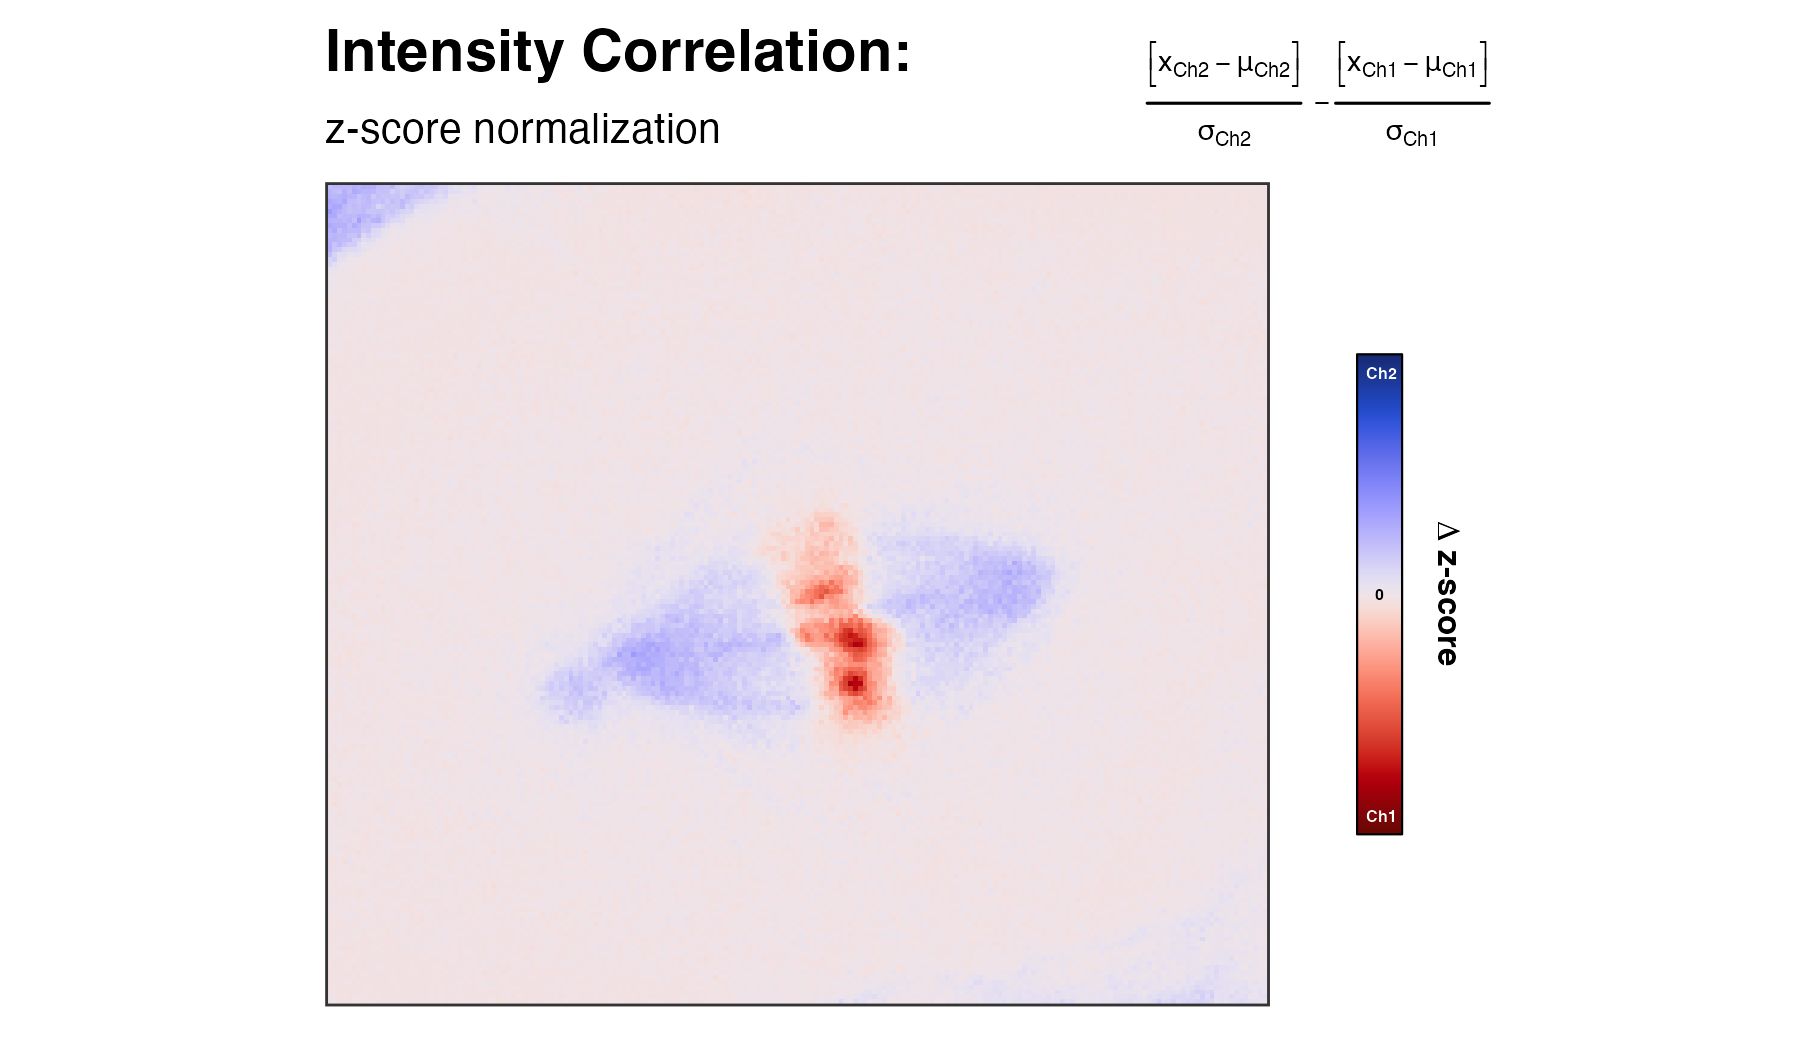 Intensity Correlation:
z-score normalization
[xCh2 – μCh2] [xCh1 – μCh1]
–
σCh2 σCh1
Ch2
0
Ch1
Δ z-score